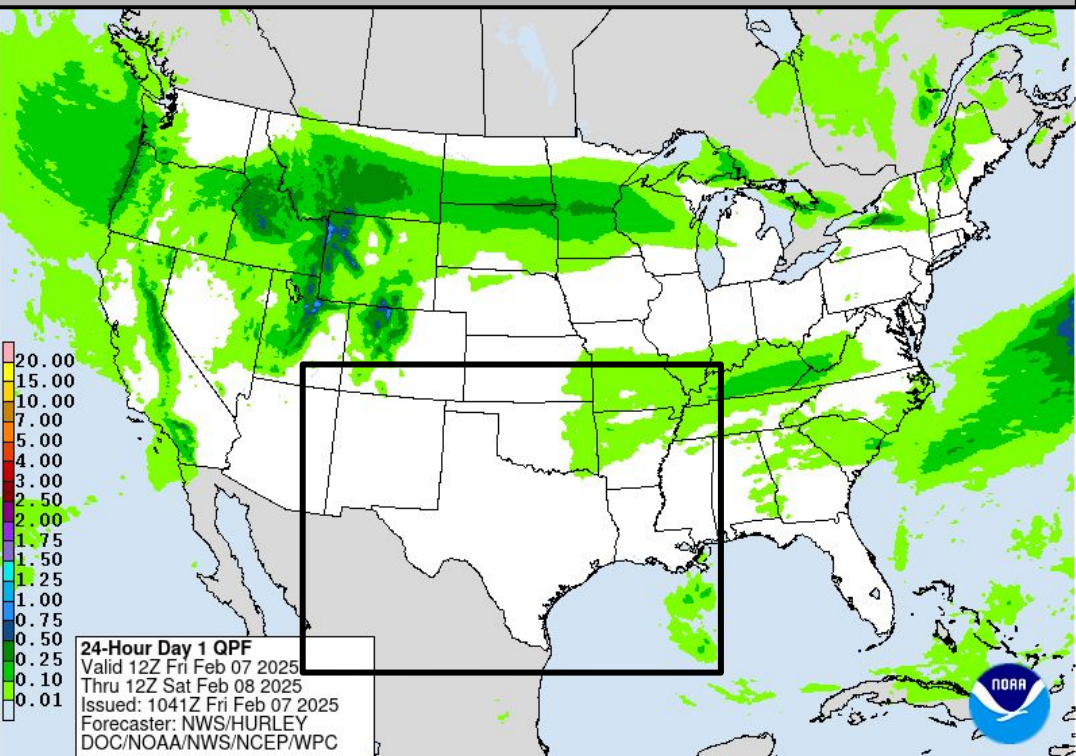 20.00
15.00
10.00
7.00
5.00
4.00
3.00
2.50
2.00
1.75
1.50
1.25
1.00
0.75
0.50
0.25
0.10
0.01
24-Hour Day 1 QPF
Valid 12Z Fri Feb 07 2025
Thru 12Z Sat Feb 08 2025
Issued: 1041Z Fri Feb 07 2025
Forecaster: NWS/HURLEY
DOC/NOAA/NWS/NCEP/WPC
NOAA